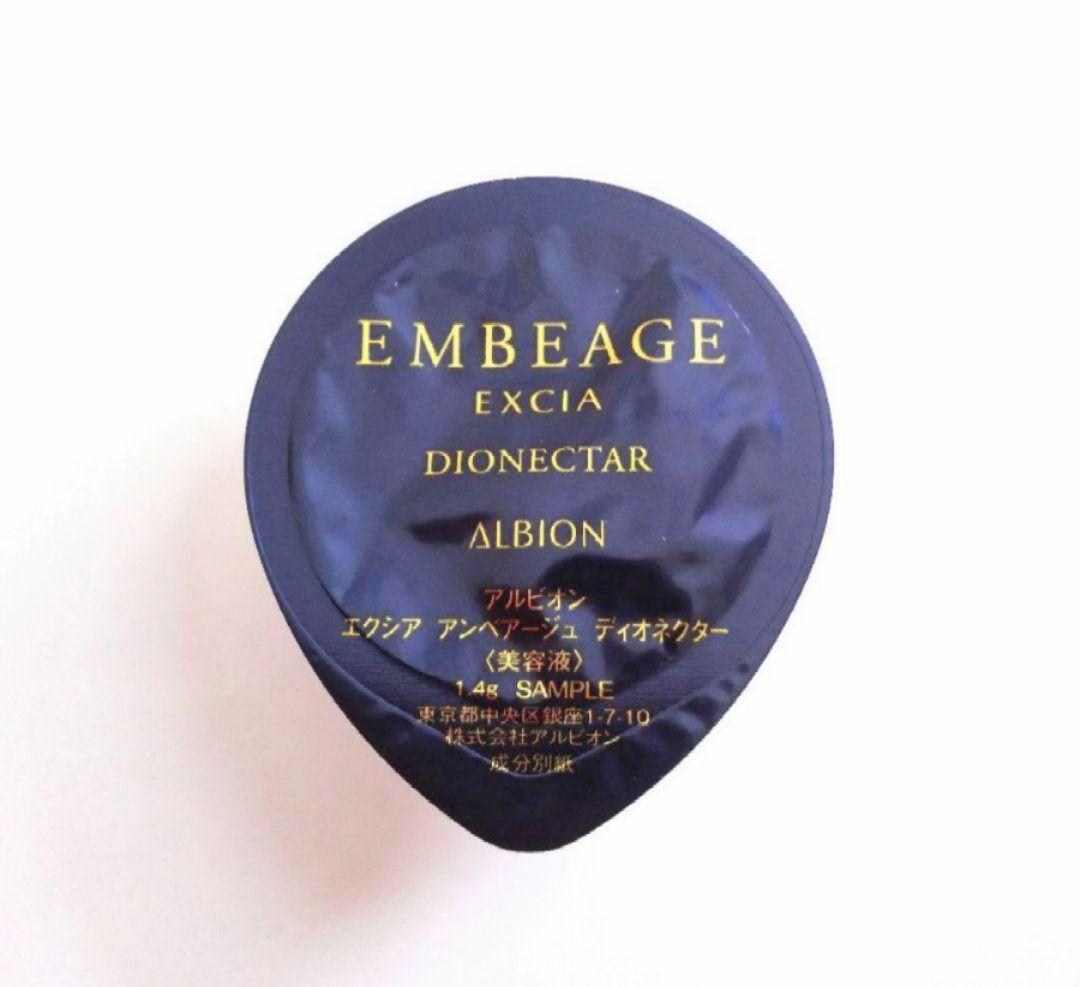 EMBEAGE
EXCIA
DIONECTAR
ALBION
アルビオン
エクシア アンベアージュ ディオネクター
〈美容液〉
1.4g SAMPLE
東京都中央区銀座1-7-10
株式会社アルビオン
成分別紙